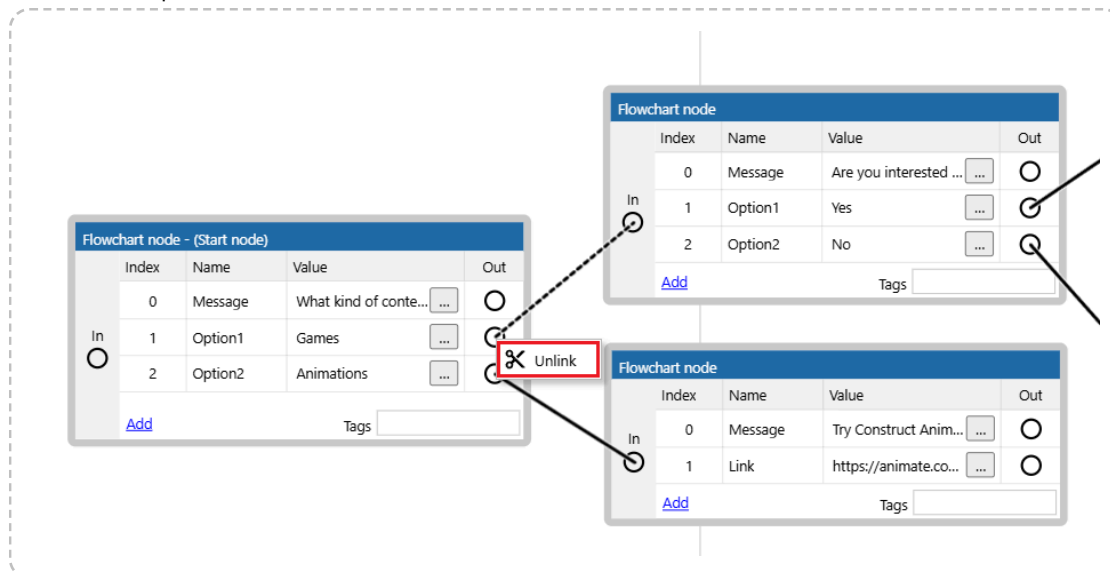 Flowchart node
Index Name Value Out
0 Message Are you interested ... ...
In
1 Option1 Yes ...
2 Option2 No ...
Add Tags
Flowchart node - (Start node)
Index Name Value Out
0 Message What kind of conte... ...
In
1 Option1 Games ...
2 Option2 Animations ...
Add Tags
Unlink
Flowchart node
Index Name Value Out
0 Message Try Construct Anim... ...
In
1 Link https://animate.co... ...
Add Tags